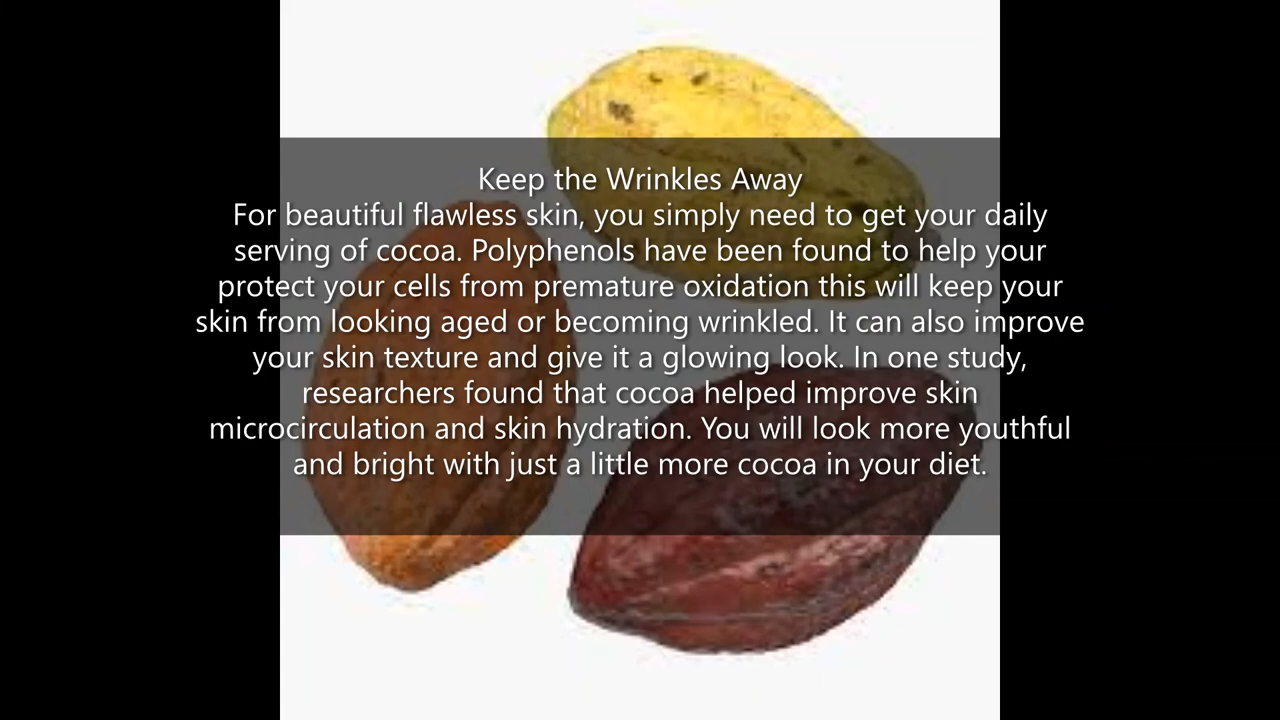 Keep the Wrinkles Away
For beautiful flawless skin, you simply need to get your daily
serving of cocoa. Polyphenols have been found to help your
protect your cells from premature oxidation this will keep your
skin from looking aged or becoming wrinkled. It can also improve
your skin texture and give it a glowing look. In one study,
researchers found that cocoa helped improve skin
microcirculation and skin hydration. You will look more youthful
and bright with just a little more cocoa in your diet.